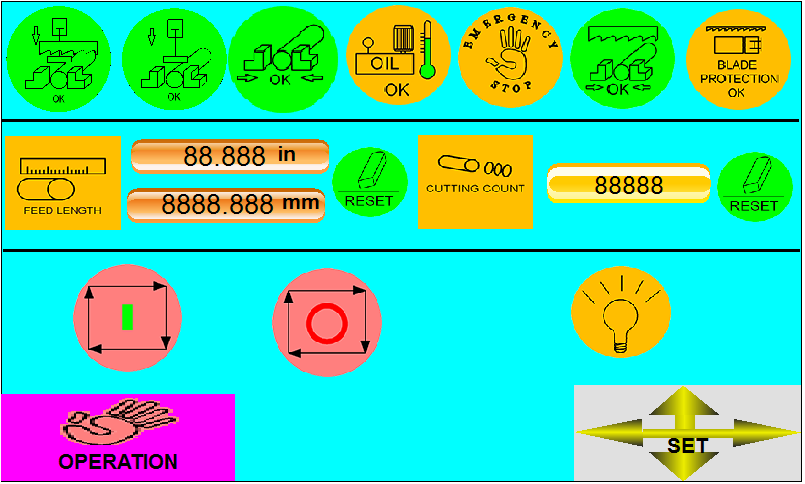 OK
OK
OK
OIL
OK
EMERGENCY
STOP
OK
BLADE
PROTECTION
OK
FEED LENGTH
88.888 in
8888.888 mm
RESET
CUTTING COUNT
88888
RESET
OPERATION
SET